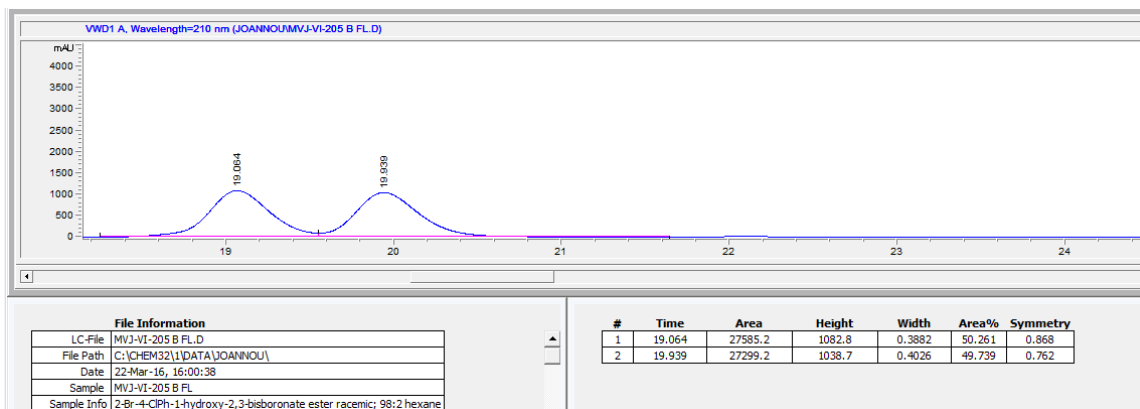 VWD1 A, Wavelength=210 nm (JOANNOU\MVJ-VI-205 B FL.D)
mAU
4000
3500
3000
2500
2000
1500
1000
500
0
19.064
19.939
19 20 21 22 23 24
File Information
LC-File MVJ-VI-205 B FL.D
File Path C:\CHEM32\1\DATA\JOANNOU\
Date 22-Mar-16, 16:00:38
Sample MVJ-VI-205 B FL
Sample Info 2-Br-4-ClPh-1-hydroxy-2,3-bisboronate ester racemic; 98:2 hexane
# Time Area Height Width Area% Symmetry
1 19.064 27585.2 1082.8 0.3882 50.261 0.868
2 19.939 27299.2 1038.7 0.4026 49.739 0.762